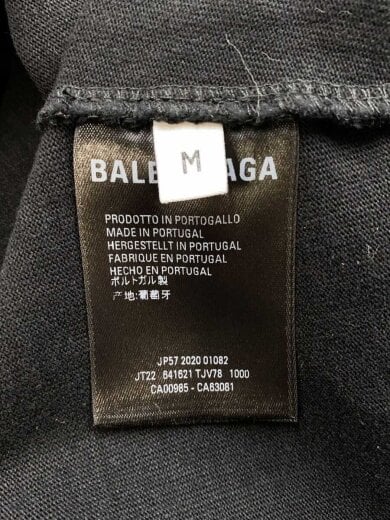 M
BALE AGA
PRODOTTO IN PORTOGALLO
MADE IN PORTUGAL
HERGESTELLT IN PORTUGAL
FABRIQUE EN PORTUGAL
HECHO EN PORTUGAL
ポルトガル製
产地:葡萄牙
JP57 2020 01082
JT22 641621 TJV78 1000
CA00985 - CA63081